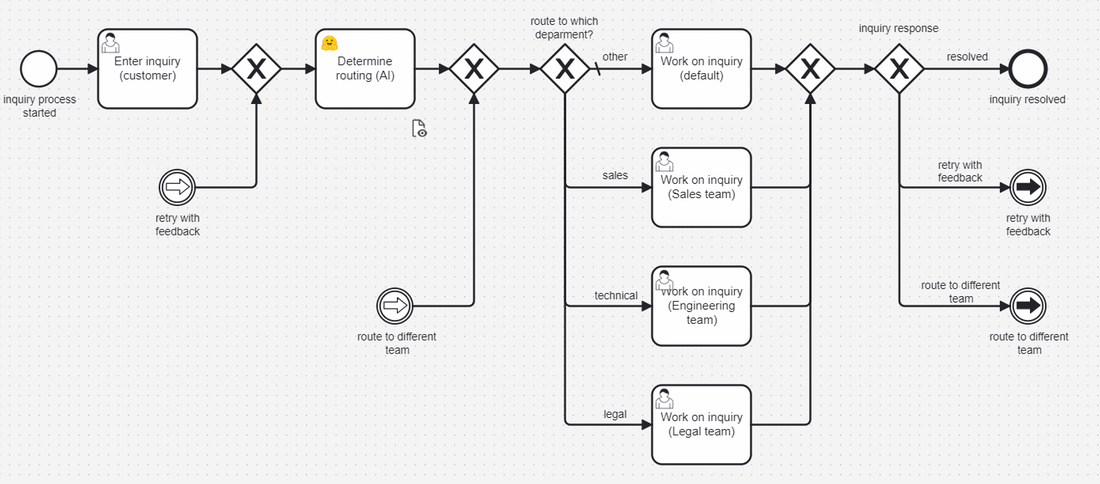 route to which
deparment?
inquiry response
Enter inquiry
(customer)
Determine
routing (AI)
other
Work on inquiry
(default)
resolved
inquiry process
started
inquiry resolved
sales
Work on inquiry
(Sales team)
retry with
feedback
retry with
feedback
retry with
feedback
technical
Work on inquiry
(Engineering
team)
route to different
team
route to different
team
route to different
team
legal
Work on inquiry
(Legal team)